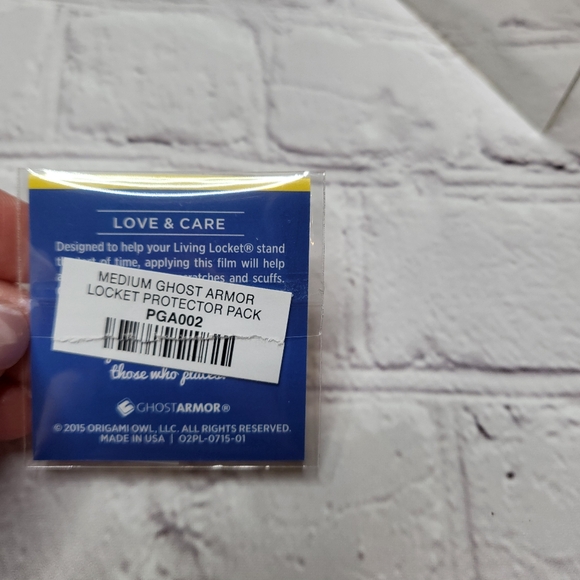 LOVE & CARE
Designed to help your Living Locket® stand
of time, applying this film will help
and scuffs.
MEDIUM GHOST ARMOR
LOCKET PROTECTOR PACK
PGA002
those who
GHOSTARMOR®
© 2015 ORIGAMI OWL, LLC. ALL RIGHTS RESERVED.
MADE IN USA | O2PL-0715-01